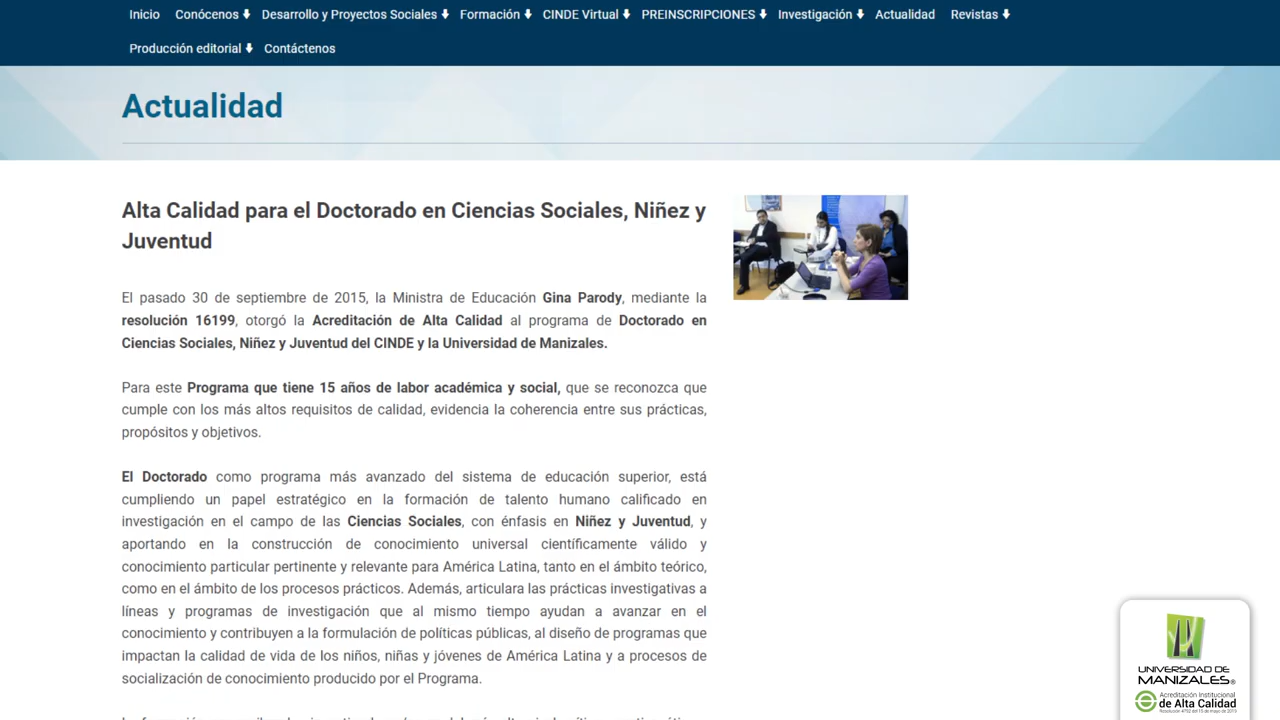 Inicio Conócenos Desarrollo y Proyectos Sociales Formación CINDE Virtual PREINSCRIPCIONES Investigación Actualidad Revistas
Producción editorial Contáctenos
Actualidad
Alta Calidad para el Doctorado en Ciencias Sociales, Niñez y
Juventud
El pasado 30 de septiembre de 2015, la Ministra de Educación Gina Parody, mediante la
resolución 16199, otorgó la Acreditación de Alta Calidad al programa de Doctorado en
Ciencias Sociales, Niñez y Juventud del CINDE y la Universidad de Manizales.
Para este Programa que tiene 15 años de labor académica y social, que se reconozca que
cumple con los más altos requisitos de calidad, evidencia la coherencia entre sus prácticas,
propósitos y objetivos.
El Doctorado como programa más avanzado del sistema de educación superior, está
cumpliendo un papel estratégico en la formación de talento humano calificado en
investigación en el campo de las Ciencias Sociales, con énfasis en Niñez y Juventud, y
aportando en la construcción de conocimiento universal científicamente válido y
conocimiento particular pertinente y relevante para América Latina, tanto en el ámbito teórico,
como en el ámbito de los procesos prácticos. Además, articulara las prácticas investigativas a
líneas y programas de investigación que al mismo tiempo ayudan a avanzar en el
conocimiento y contribuyen a la formulación de políticas públicas, al diseño de programas que
impactan la calidad de vida de los niños, niñas y jóvenes de América Latina y a procesos de
socialización de conocimiento producido por el Programa.
UNIVERSIDAD DE
MANIZALES®
Acreditación Institucional
de Alta Calidad